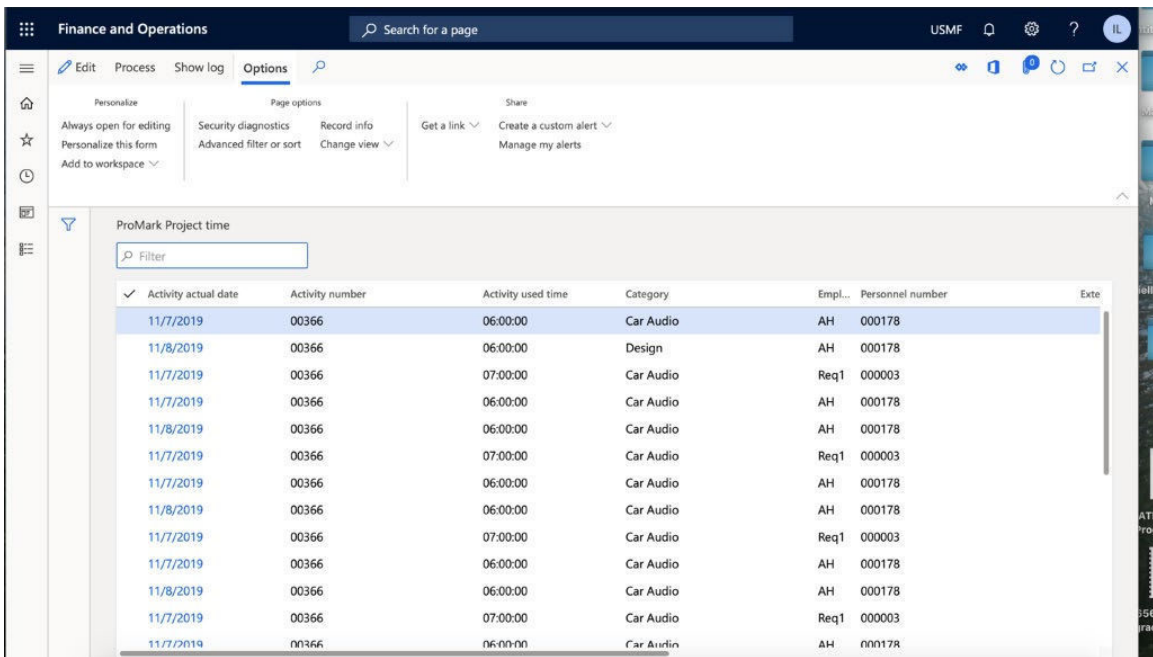 Finance and Operations Search for a page USMF ? IL
Edit Process Show log Options 0
Personalize Page options Share
Always open for editing Security diagnostics Record info Get a link Create a custom alert
Personalize this form Advanced filter or sort Change view Manage my alerts
Add to workspace
ProMark Project time
Filter
Activity actual date Activity number Activity used time Category Empl... Personnel number Exte
11/7/2019 00366 06:00:00 Car Audio AH 000178
11/8/2019 00366 06:00:00 Design AH 000178
11/7/2019 00366 07:00:00 Car Audio Req1 000003
11/7/2019 00366 06:00:00 Car Audio AH 000178
11/8/2019 00366 06:00:00 Car Audio AH 000178
11/7/2019 00366 07:00:00 Car Audio Req1 000003
11/7/2019 00366 06:00:00 Car Audio AH 000178
11/8/2019 00366 06:00:00 Car Audio AH 000178
11/7/2019 00366 07:00:00 Car Audio Req1 000003
11/7/2019 00366 06:00:00 Car Audio AH 000178
11/8/2019 00366 06:00:00 Car Audio AH 000178
11/7/2019 00366 07:00:00 Car Audio Req1 000003
11/7/2019 00366 06:00:00 Car Audio AH 000178